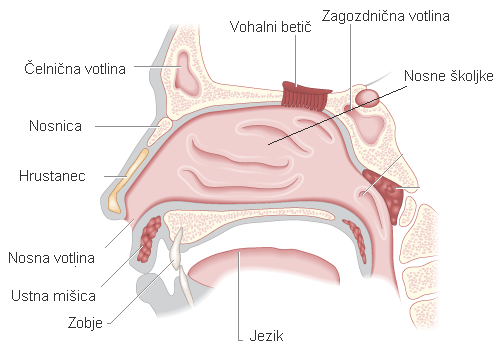 Zagozdnična votlina
Vohalni betič
Čelnična votlina
Nosne školjke
Nosnica
Hrustanec
Nosna votlina
Ustna mišica
Zobje
Jezik